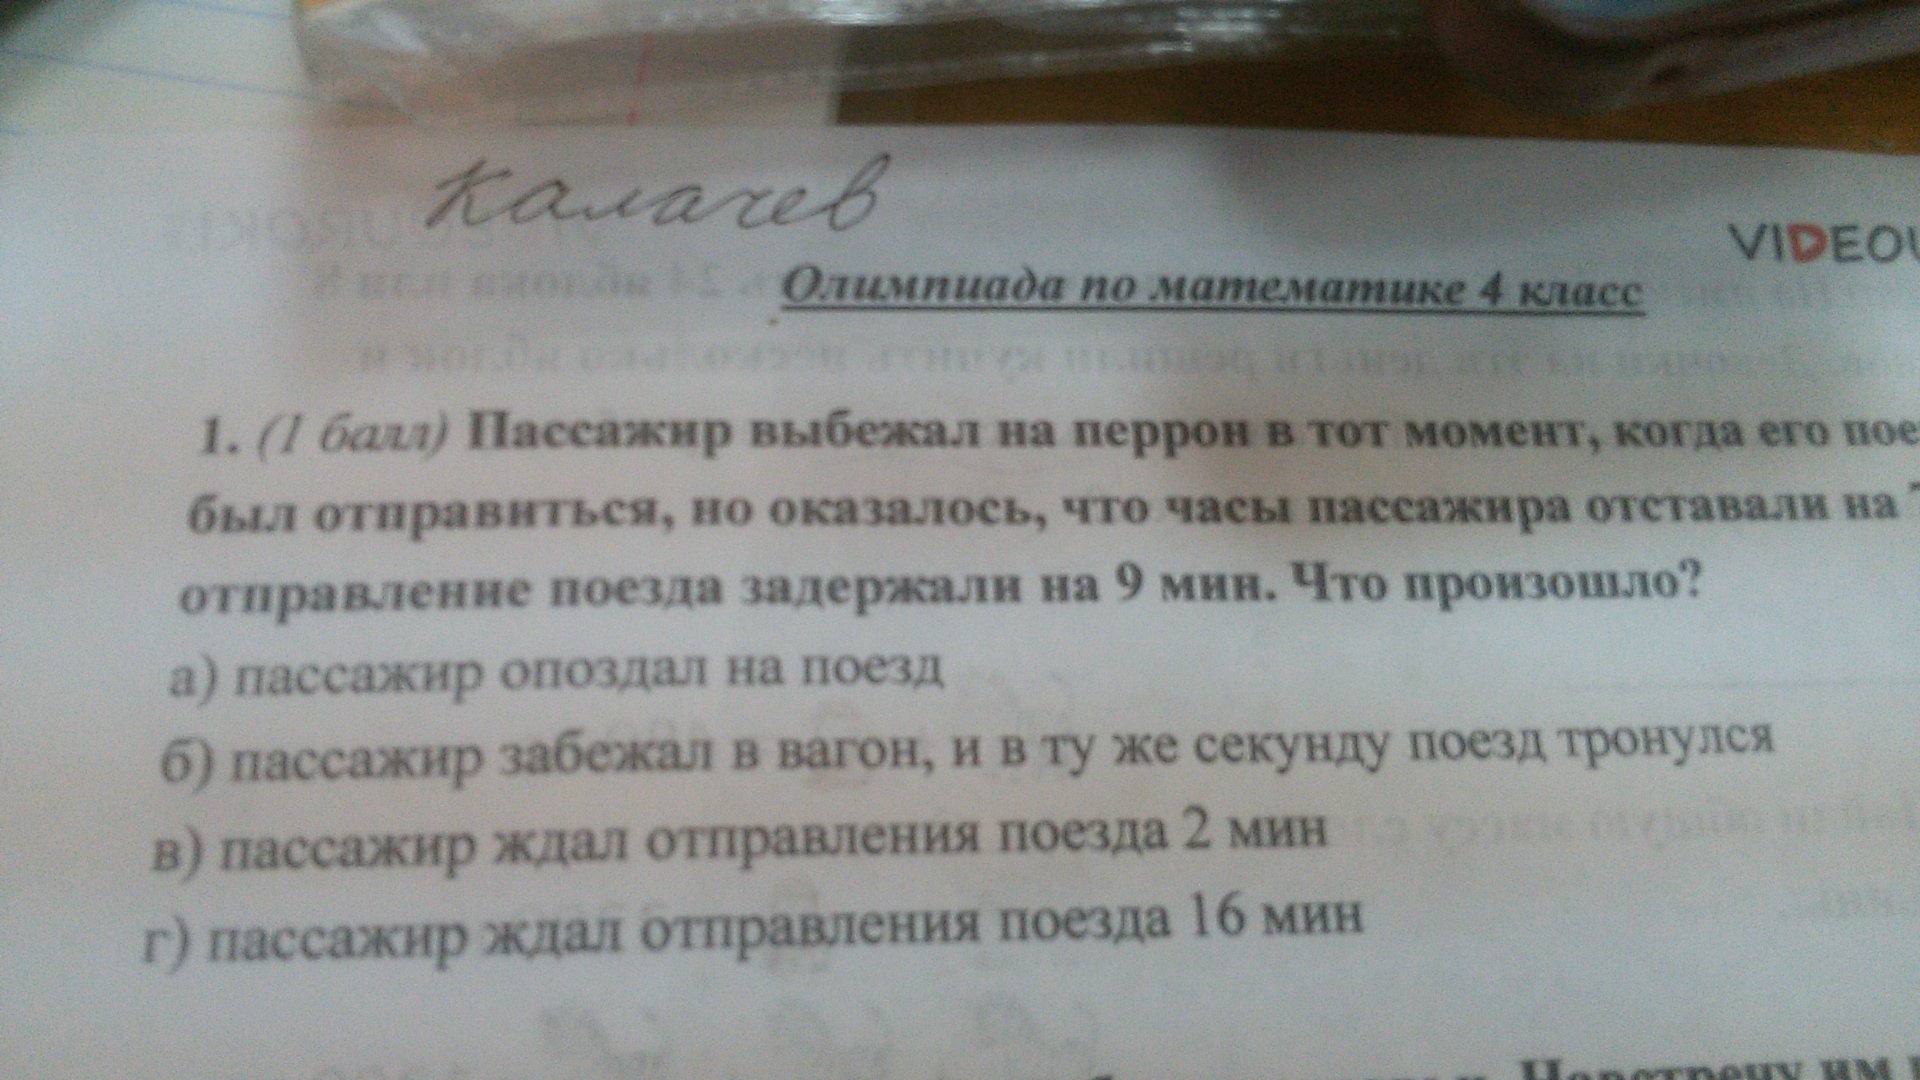 Калачев
VIDEOU
Олимпиада по математике 4 класс
1. (1 балл) Пассажир выбежал на перрон в тот момент, когда его пое
был отправиться, но оказалось, что часы пассажира отставали на
отправление поезда задержали на 9 мин. Что произошло?
а) пассажир опоздал на поезд
б) пассажир забежал в вагон, и в ту же секунду поезд тронулся
в) пассажир ждал отправления поезда 2 мин
г) пассажир ждал отправления поезда 16 мин
Навстречу им